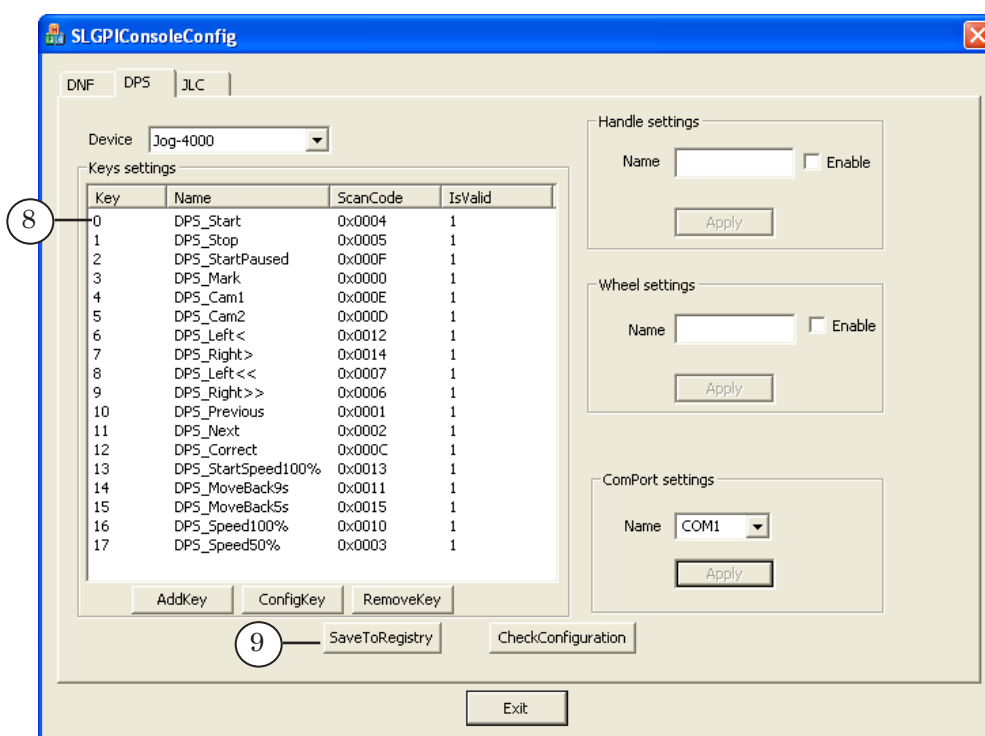 SLGPIConsoleConfig
DNF DPS JLC
Device Jog-4000
Keys settings
Key Name ScanCode IsValid
8
0 DPS_Start 0x0004 1
1 DPS_Stop 0x0005 1
2 DPS_StartPaused 0x000F 1
3 DPS_Mark 0x0000 1
4 DPS_Cam1 0x000E 1
5 DPS_Cam2 0x000D 1
6 DPS_Left< 0x0012 1
7 DPS_Right> 0x0014 1
8 DPS_Left<< 0x0007 1
9 DPS_Right>> 0x0006 1
10 DPS_Previous 0x0001 1
11 DPS_Next 0x0002 1
12 DPS_Correct 0x000C 1
13 DPS_StartSpeed100% 0x0013 1
14 DPS_MoveBack9s 0x0011 1
15 DPS_MoveBack5s 0x0015 1
16 DPS_Speed100% 0x0010 1
17 DPS_Speed50% 0x0003 1
AddKey ConfigKey RemoveKey
Handle settings
Name Enable
Apply
Wheel settings
Name Enable
Apply
ComPort settings
Name COM1
Apply
9
SaveToRegistry CheckConfiguration
Exit